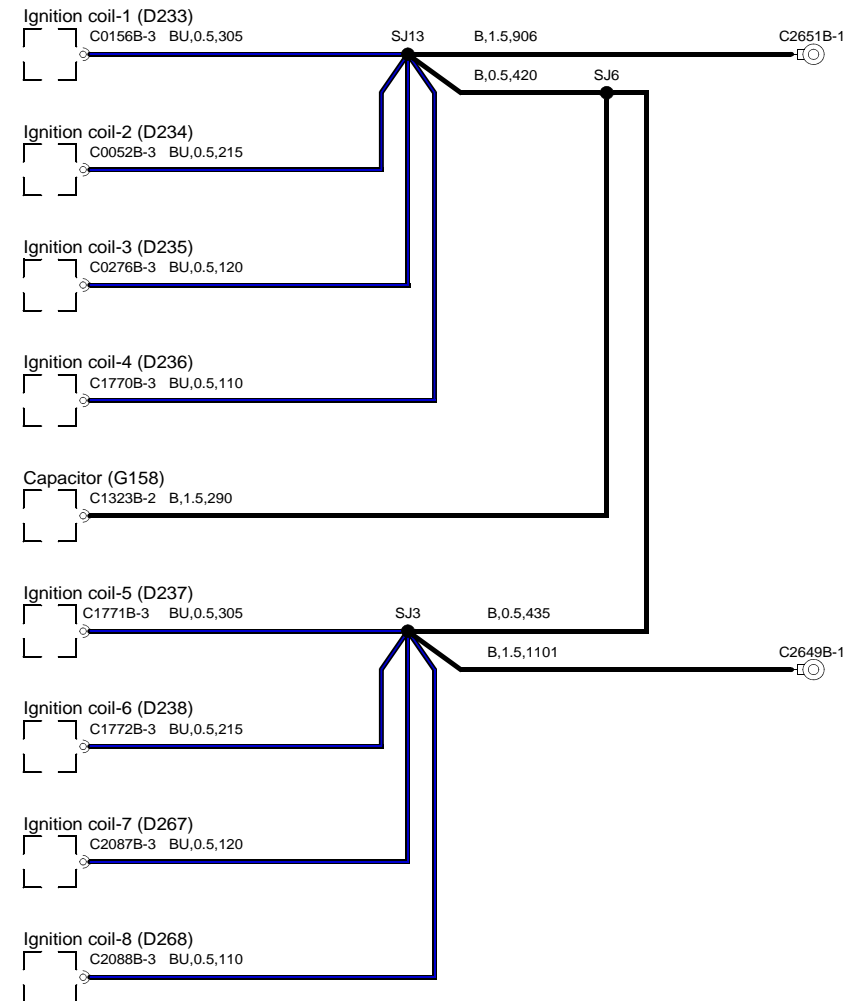 Ignition coil-1 (D233)
C0156B-3 BU,0.5,305 SJ13 B,1.5,906 C2651B-1
B,0.5,420 SJ6
Ignition coil-2 (D234)
C0052B-3 BU,0.5,215
Ignition coil-3 (D235)
C0276B-3 BU,0.5,120
Ignition coil-4 (D236)
C1770B-3 BU,0.5,110
Capacitor (G158)
C1323B-2 B,1.5,290
Ignition coil-5 (D237)
C1771B-3 BU,0.5,305 SJ3 B,0.5,435
B,1.5,1101 C2649B-1
Ignition coil-6 (D238)
C1772B-3 BU,0.5,215
Ignition coil-7 (D267)
C2087B-3 BU,0.5,120
Ignition coil-8 (D268)
C2088B-3 BU,0.5,110